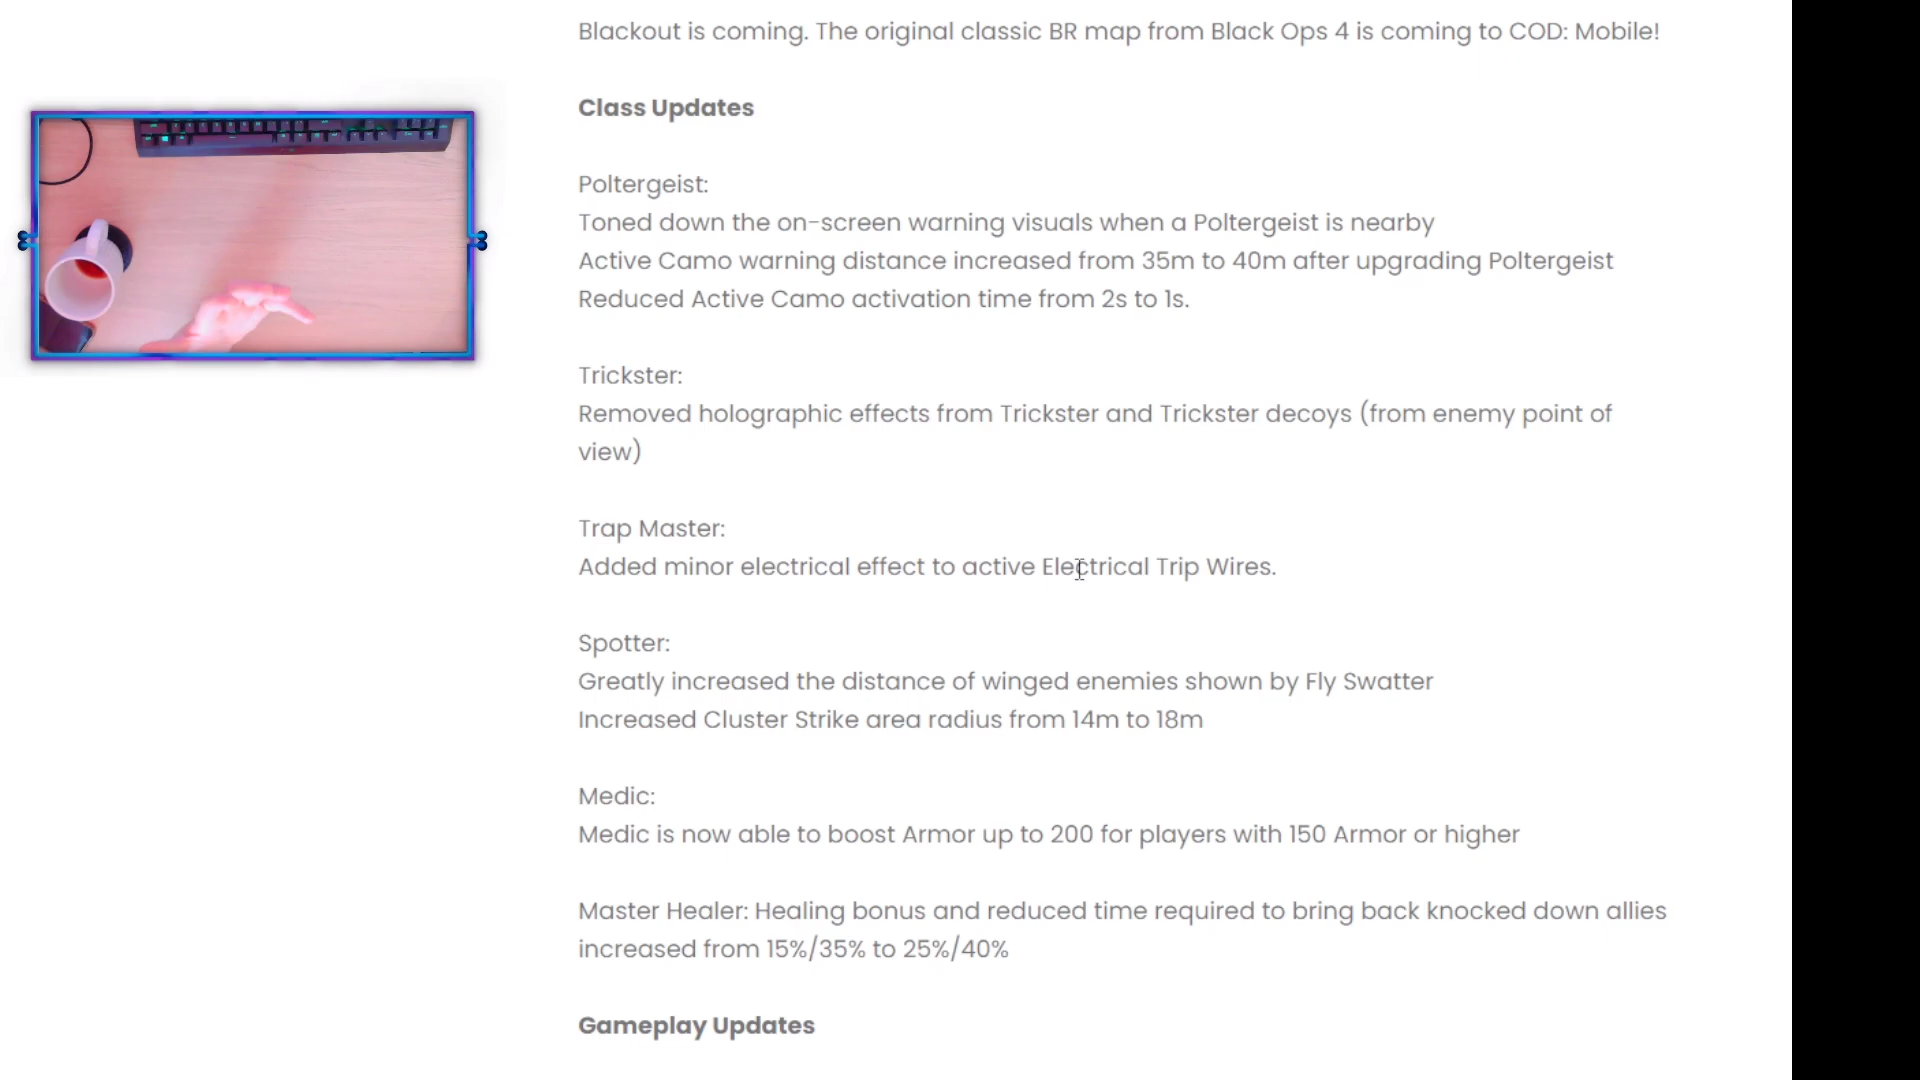 Blackout is coming. The original classic BR map from Black Ops 4 is coming to COD: Mobile!
Class Updates
Poltergeist:
Toned down the on-screen warning visuals when a Poltergeist is nearby
Active Camo warning distance increased from 35m to 40m after upgrading Poltergeist
Reduced Active Camo activation time from 2s to 1s.
Trickster:
Removed holographic effects from Trickster and Trickster decoys (from enemy point of
view)
Trap Master:
Added minor electrical effect to active Electrical Trip Wires.
Spotter:
Greatly increased the distance of winged enemies shown by Fly Swatter
Increased Cluster Strike area radius from 14m to 18m
Medic:
Medic is now able to boost Armor up to 200 for players with 150 Armor or higher
Master Healer: Healing bonus and reduced time required to bring back knocked down allies
increased from 15%/35% to 25%/40%
Gameplay Updates